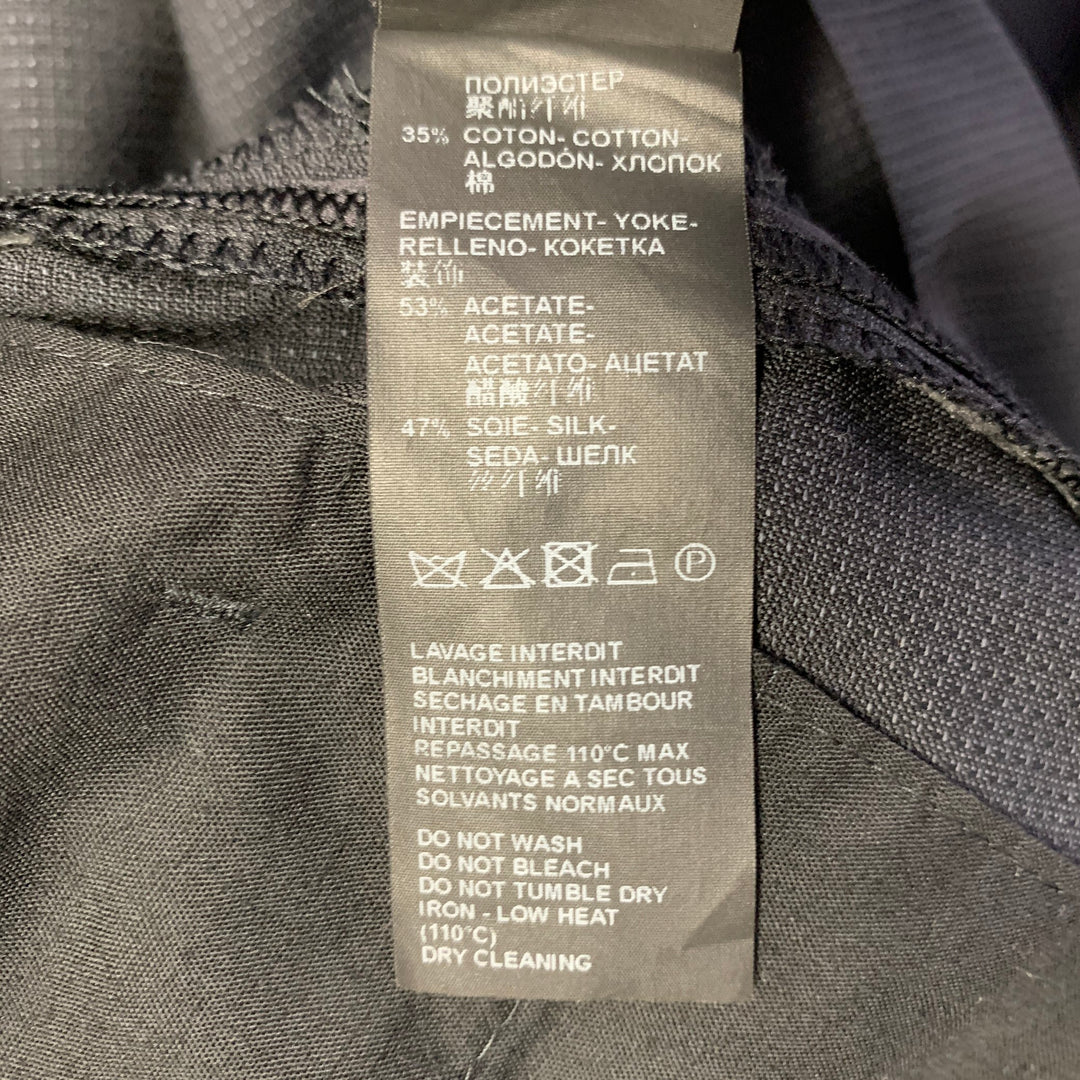 ПОЛИЭСТЕР
聚酯纤维
35% COTON- COTTON-
ALGODÓN- ХЛОПОК
棉
EMPIECEMENT- YOKE-
RELLENO- КОКЕТКА
装饰
53% ACETATE-
ACETATE-
ACETATO- АЦЕТАТ
醋酸纤维
47% SOIE- SILK-
SEDA- ШЕЛК
P
LAVAGE INTERDIT
BLANCHIMENT INTERDIT
SECHAGE EN TAMBOUR
INTERDIT
REPASSAGE 110°C MAX
NETTOYAGE A SEC TOUS
SOLVANTS NORMAUX
DO NOT WASH
DO NOT BLEACH
DO NOT TUMBLE DRY
IRON - LOW HEAT
(110°C)
DRY CLEANING